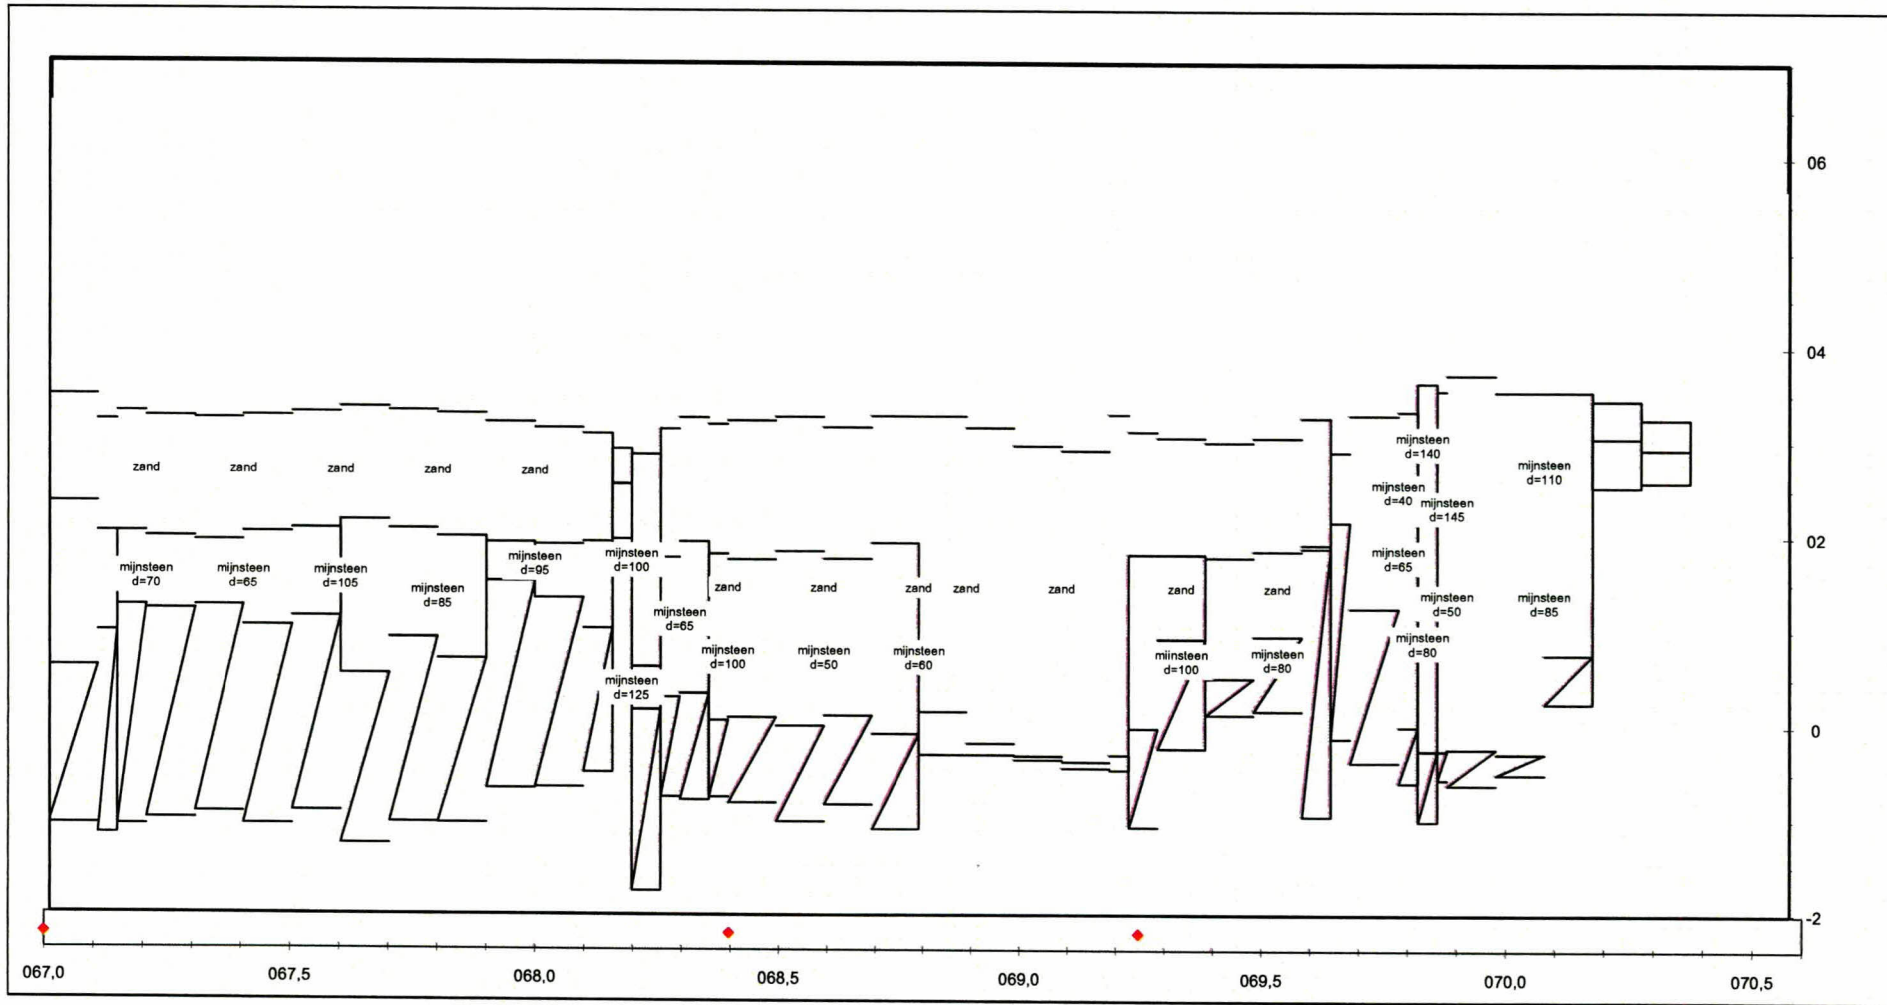 06
04
02
0
-2
zand
zand
zand
zand
zand
mijnsteen
d=70
mijnsteen
d=65
mijnsteen
d=105
mijnsteen
d=85
mijnsteen
d=95
mijnsteen
d=100
mijnsteen
d=65
mijnsteen
d=125
zand
mijnsteen
d=100
zand
mijnsteen
d=50
zand
mijnsteen
d=60
zand
zand
zand
mijnsteen
d=100
zand
mijnsteen
d=80
mijnsteen
d=140
mijnsteen
d=40
mijnsteen
d=145
mijnsteen
d=65
mijnsteen
d=50
mijnsteen
d=80
mijnsteen
d=110
mijnsteen
d=85
067,0
067,5
068,0
068,5
069,0
069,5
070,0
070,5